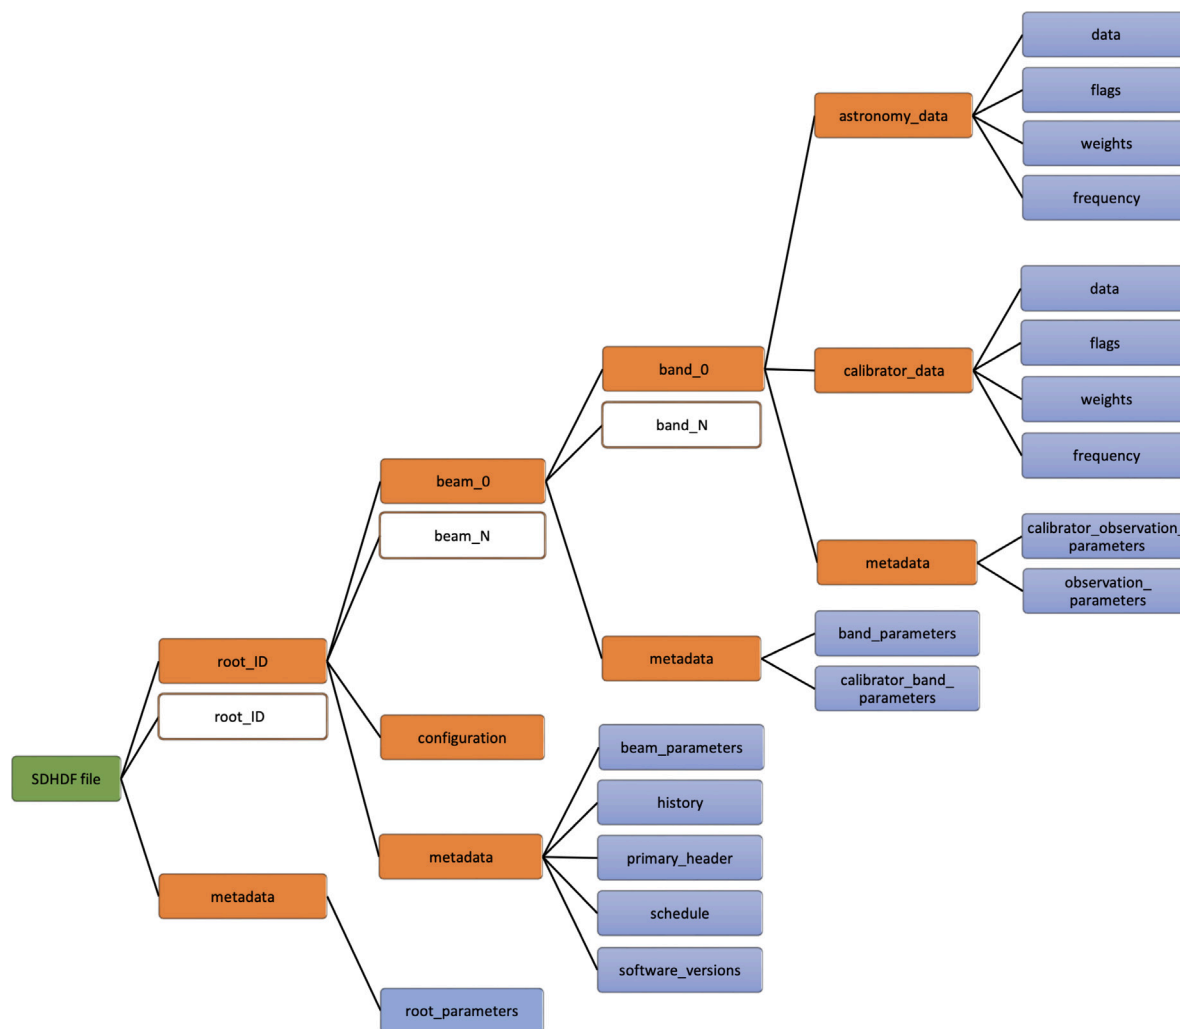 data
flags
astronomy_data
weights
frequency
data
flags
band_0
calibrator_data
weights
band_N
frequency
beam_0
beam_N
calibrator_observation_
parameters
metadata
observation_
parameters
band_parameters
root_ID
metadata
calibrator_band_
parameters
root_ID
configuration
beam_parameters
SDHDF file
history
metadata
primary_header
metadata
schedule
software_versions
root_parameters